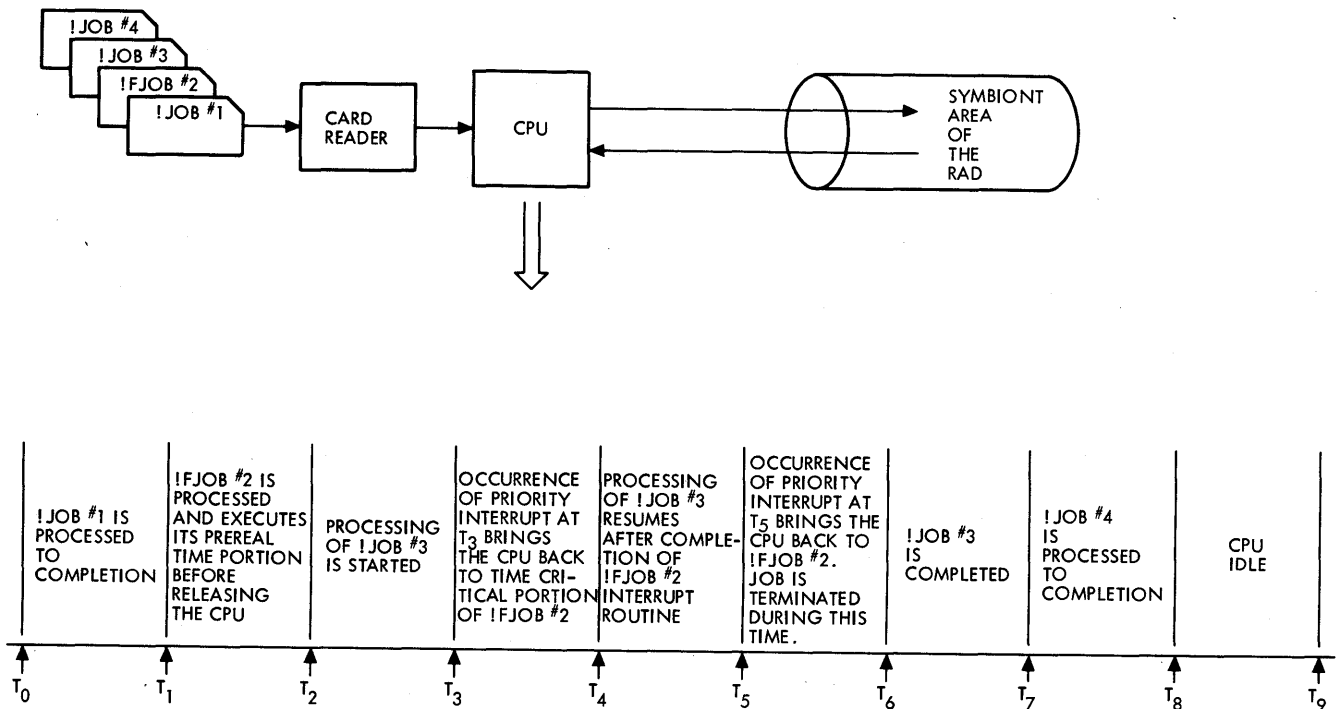 !JOB #4
!JOB #3
!FJOB #2
!JOB #1
CARD
READER
CPU
SYMBIONT
AREA
OF
THE
RAD
!JOB #1 IS
PROCESSED
TO
COMPLETION
!FJOB #2 IS
PROCESSED
AND EXECUTES
ITS PREREAL
TIME PORTION
BEFORE
RELEASING
THE CPU
PROCESSING
OF !JOB #3
IS STARTED
OCCURRENCE
OF PRIORITY
INTERRUPT AT
T3 BRINGS
THE CPU BACK
TO TIME CRI-
TICAL PORTION
OF !FJOB #2
PROCESSING
OF !JOB #3
RESUMES
AFTER COMPLE-
TION OF
!FJOB #2
INTERRUPT
ROUTINE
OCCURRENCE
OF PRIORITY
INTERRUPT AT
T5 BRINGS THE
CPU BACK TO
!FJOB #2.
JOB IS
TERMINATED
DURING THIS
TIME.
!JOB #3
IS
COMPLETED
!JOB #4
IS
PROCESSED
TO
COMPLETION
CPU
IDLE
T0 T1 T2 T3 T4 T5 T6 T7 T8 T9